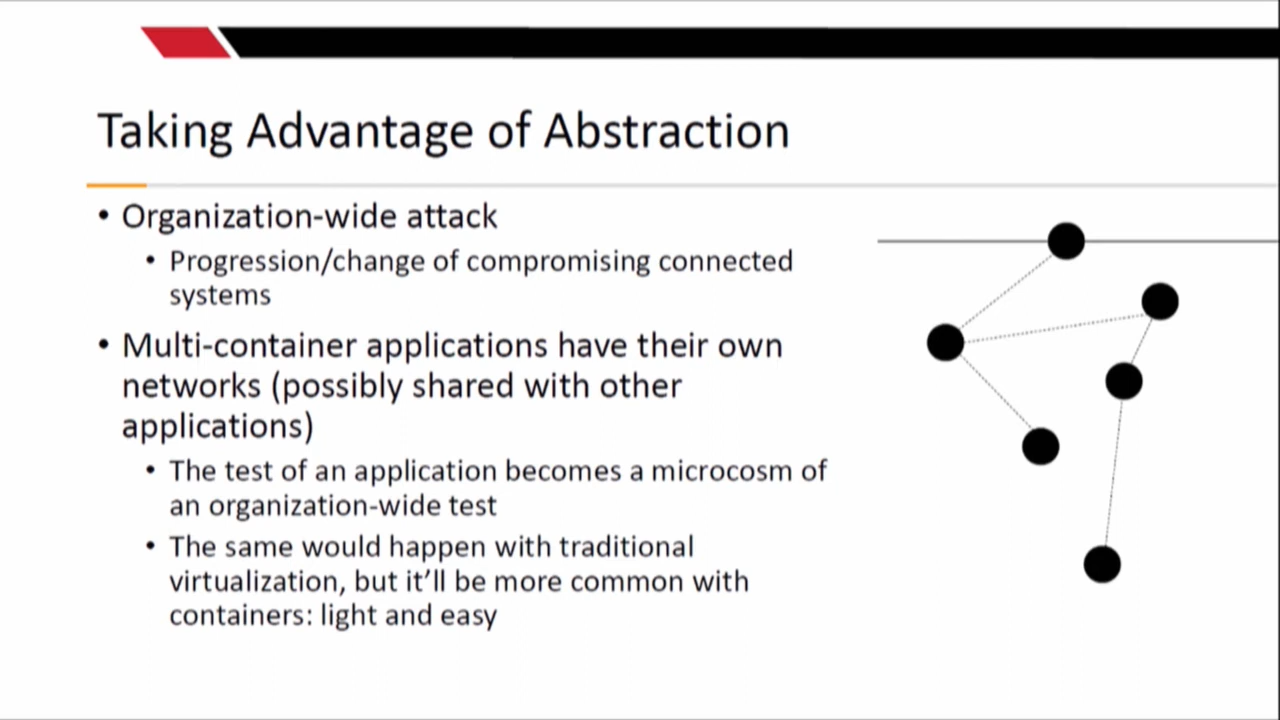 Taking Advantage of Abstraction
• Organization-wide attack
• Progression/change of compromising connected
systems
• Multi-container applications have their own
networks (possibly shared with other
applications)
• The test of an application becomes a microcosm of
an organization-wide test
• The same would happen with traditional
virtualization, but it’ll be more common with
containers: light and easy